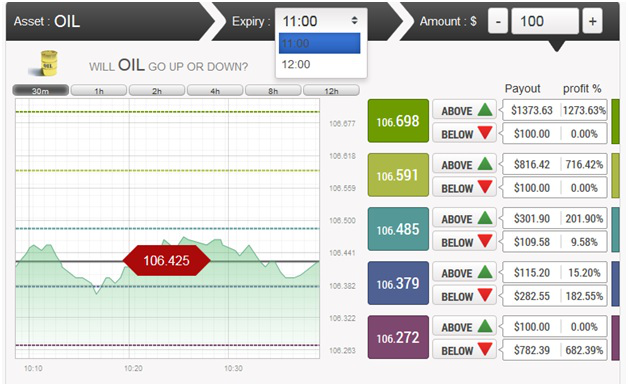 Asset : OIL Expiry : 11:00 Amount : $ - 100 +
11:00
12:00
OIL
WILL OIL GO UP OR DOWN?
30m 1h 2h 4h 8h 12h
Payout profit %
106.698 ABOVE $1373.63 1273.63%
BELOW $100.00 0.00%
106.591 ABOVE $816.42 716.42%
BELOW $100.00 0.00%
106.485 ABOVE $301.90 201.90%
BELOW $109.58 9.58%
106.379 ABOVE $115.20 15.20%
BELOW $282.55 182.55%
106.272 ABOVE $100.00 0.00%
BELOW $782.39 682.39%
106.677
106.618
106.559
106.500
106.441
106.382
106.322
106.263
106.425
10:10 10:20 10:30